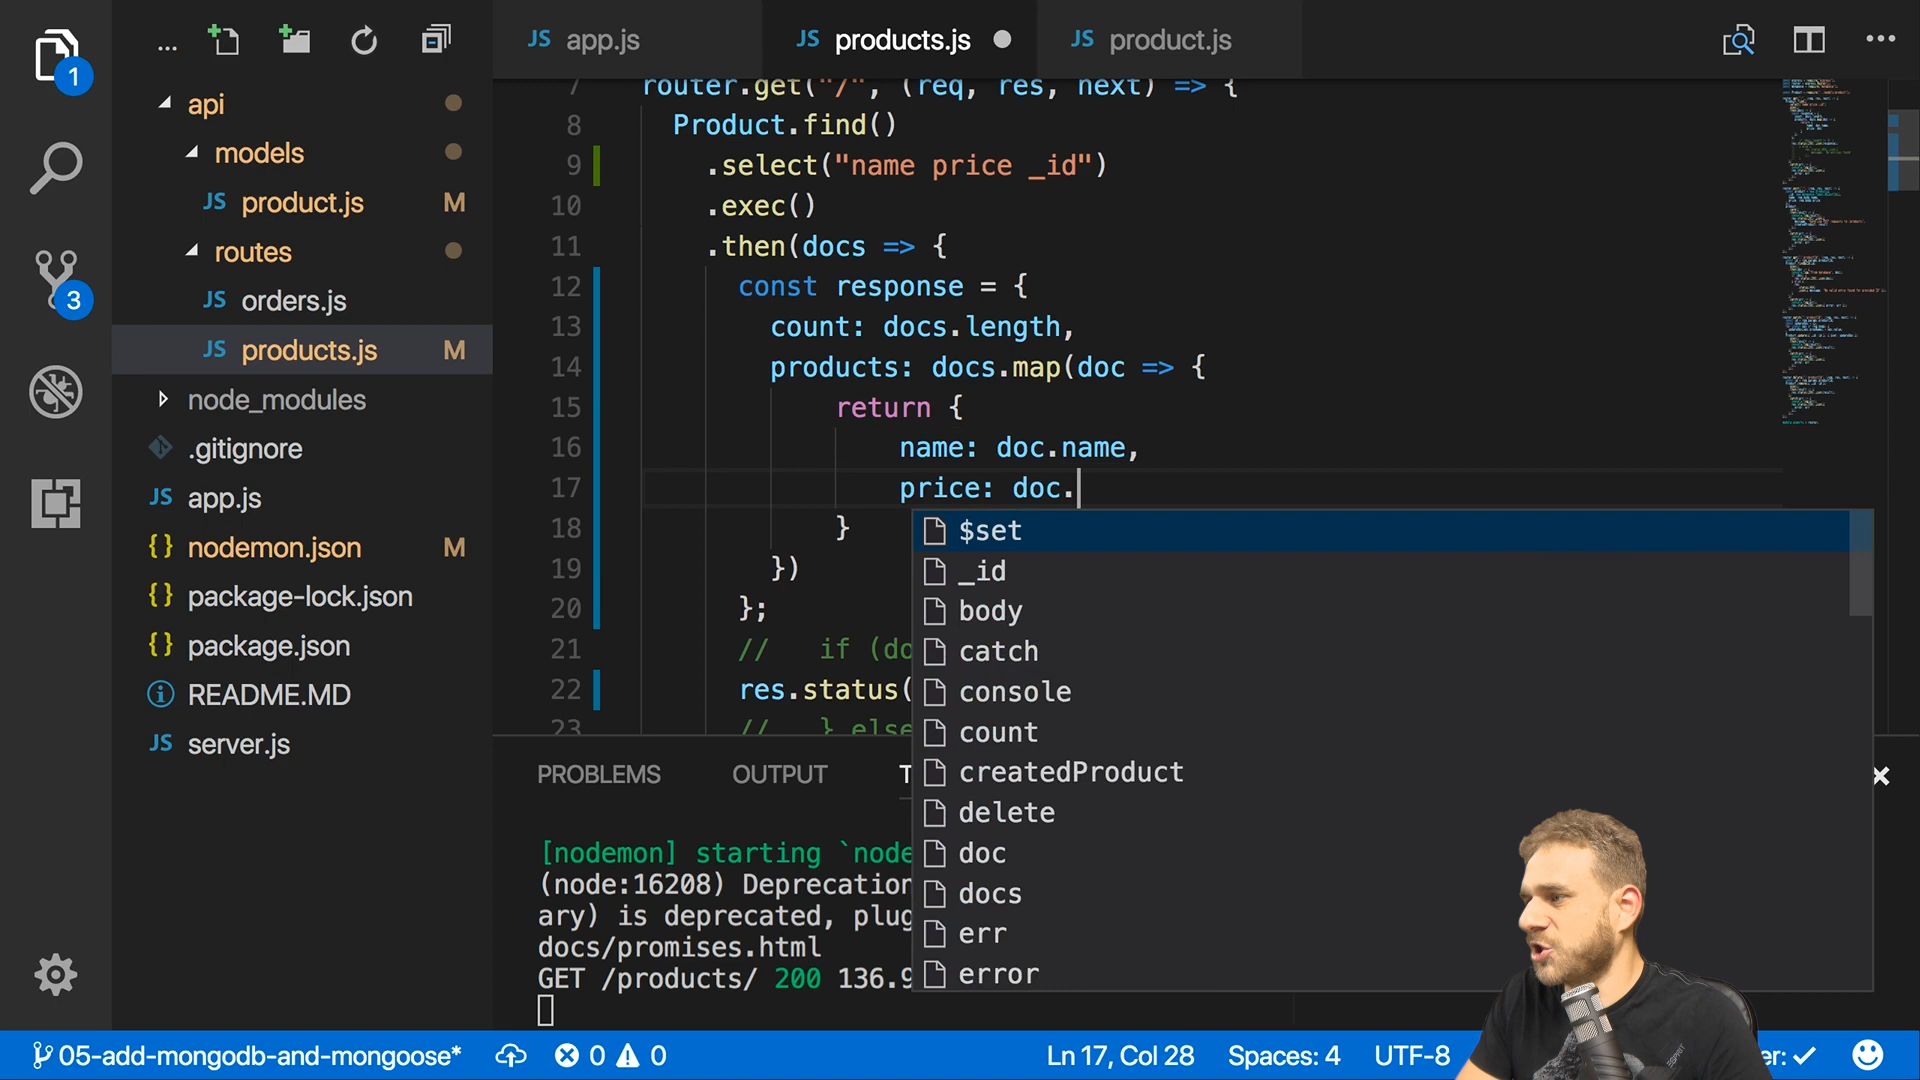 ...
JS app.js
JS products.js
JS product.js
...
1
3
api
models
JS product.js M
routes
JS orders.js
JS products.js M
node_modules
.gitignore
JS app.js
{} nodemon.json M
{} package-lock.json
{} package.json
README.MD
JS server.js
7 router.get("/", (req, res, next) => {
8 Product.find()
9 .select("name price _id")
10 .exec()
11 .then(docs => {
12 const response = {
13 count: docs.length,
14 products: docs.map(doc => {
15 return {
16 name: doc.name,
17 price: doc.
18 }
19 })
20 };
21 // if (do
22 res.status(
23 // } else
$set
_id
body
catch
console
count
createdProduct
delete
doc
docs
err
error
PROBLEMS OUTPUT T
[nodemon] starting `node
(node:16208) Deprecation
ary) is deprecated, plug
docs/promises.html
GET /products/ 200 136.9
05-add-mongodb-and-mongoose* 0 0 Ln 17, Col 28 Spaces: 4 UTF-8 er: ✓